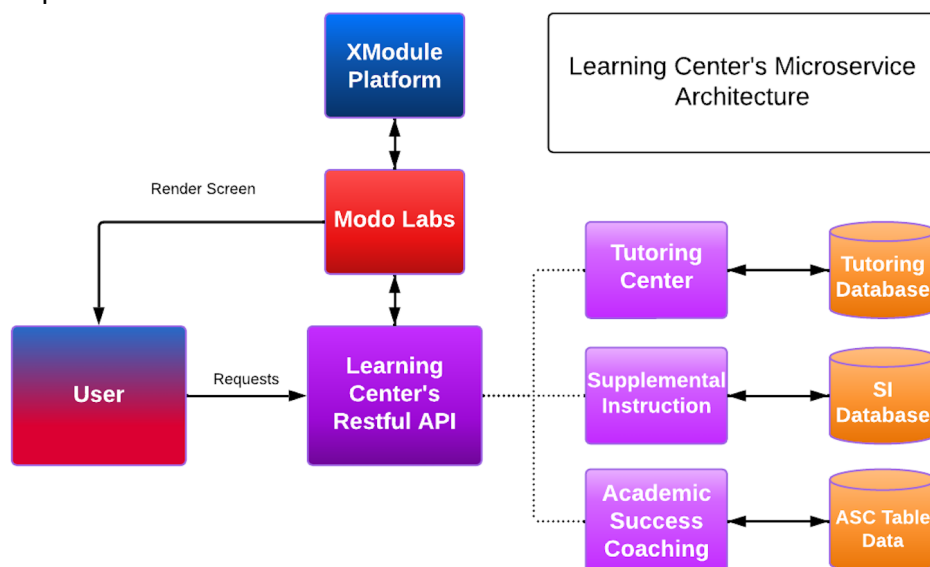 XModule
Platform
Learning Center's Microservice
Architecture
Render Screen
Modo Labs
Tutoring
Center
Tutoring
Database
User
Requests
Learning
Center's
Restful API
Supplemental
Instruction
SI
Database
Academic
Success
Coaching
ASC Table
Data